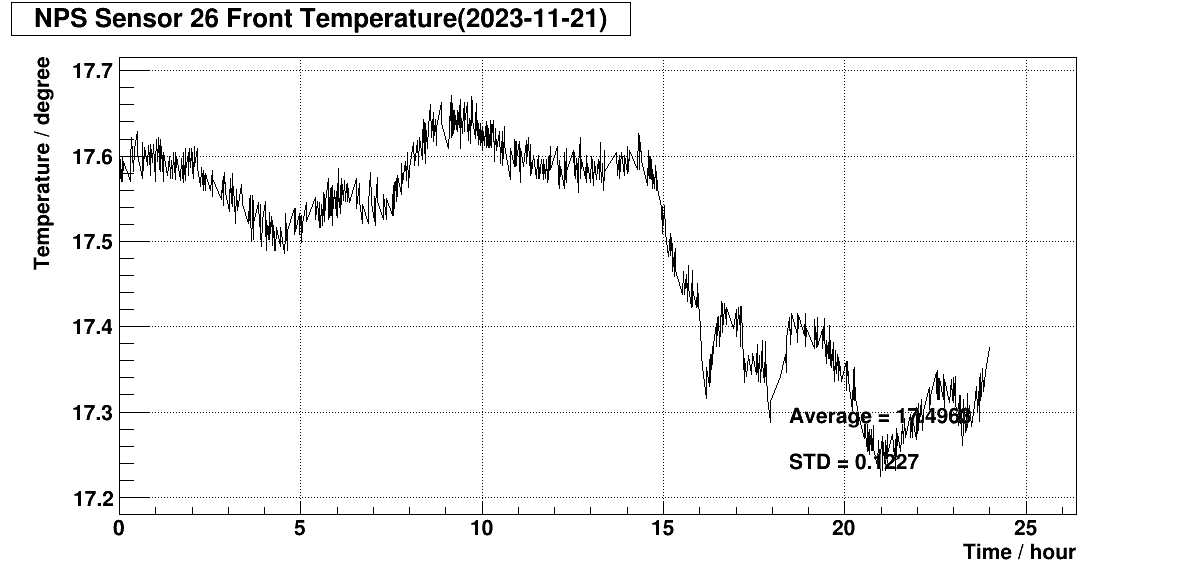 NPS Sensor 26 Front Temperature(2023-11-21)
Temperature / degree
17.7
17.6
17.5
17.4
17.3
17.2
Average = 17.4968
STD = 0.1227
0 5 10 15 20 25
Time / hour